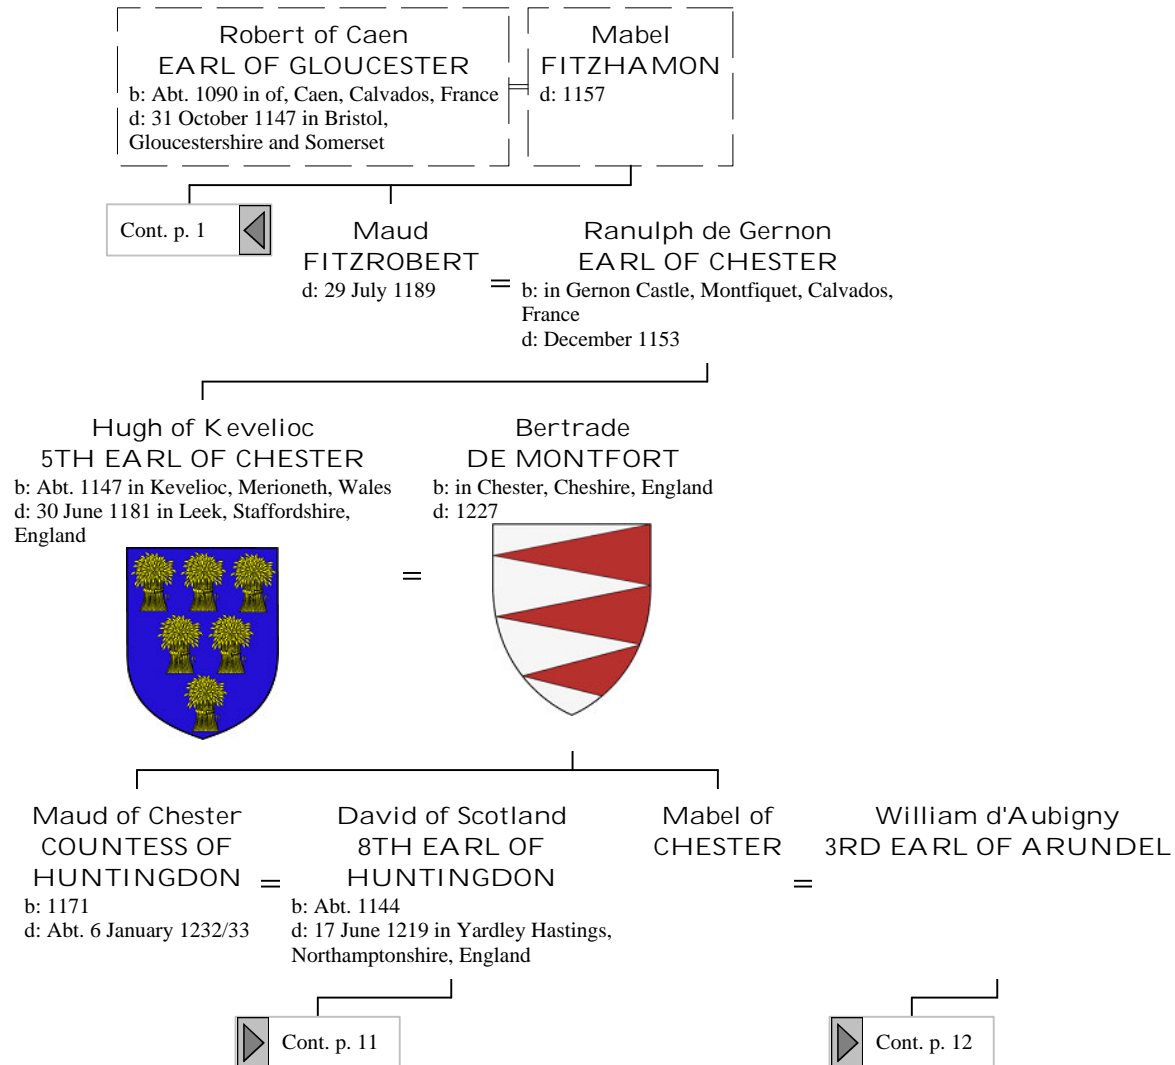 Robert of Caen
EARL OF GLOUCESTER
b: Abt. 1090 in of, Caen, Calvados, France
d: 31 October 1147 in Bristol,
Gloucestershire and Somerset
=
Mabel
FITZHAMON
d: 1157
Cont. p. 1
Maud
FITZROBERT
d: 29 July 1189
=
Ranulph de Gernon
EARL OF CHESTER
b: in Gernon Castle, Montfiquet, Calvados,
France
d: December 1153
Hugh of Kevelioc
5TH EARL OF CHESTER
b: Abt. 1147 in Kevelioc, Merioneth, Wales
d: 30 June 1181 in Leek, Staffordshire,
England
=
Bertrade
DE MONTFORT
b: in Chester, Cheshire, England
d: 1227
Maud of Chester
COUNTESS OF
HUNTINGDON
b: 1171
d: Abt. 6 January 1232/33
=
David of Scotland
8TH EARL OF
HUNTINGDON
b: Abt. 1144
d: 17 June 1219 in Yardley Hastings,
Northamptonshire, England
Mabel of
CHESTER
=
William d'Aubigny
3RD EARL OF ARUNDEL
Cont. p. 11
Cont. p. 12